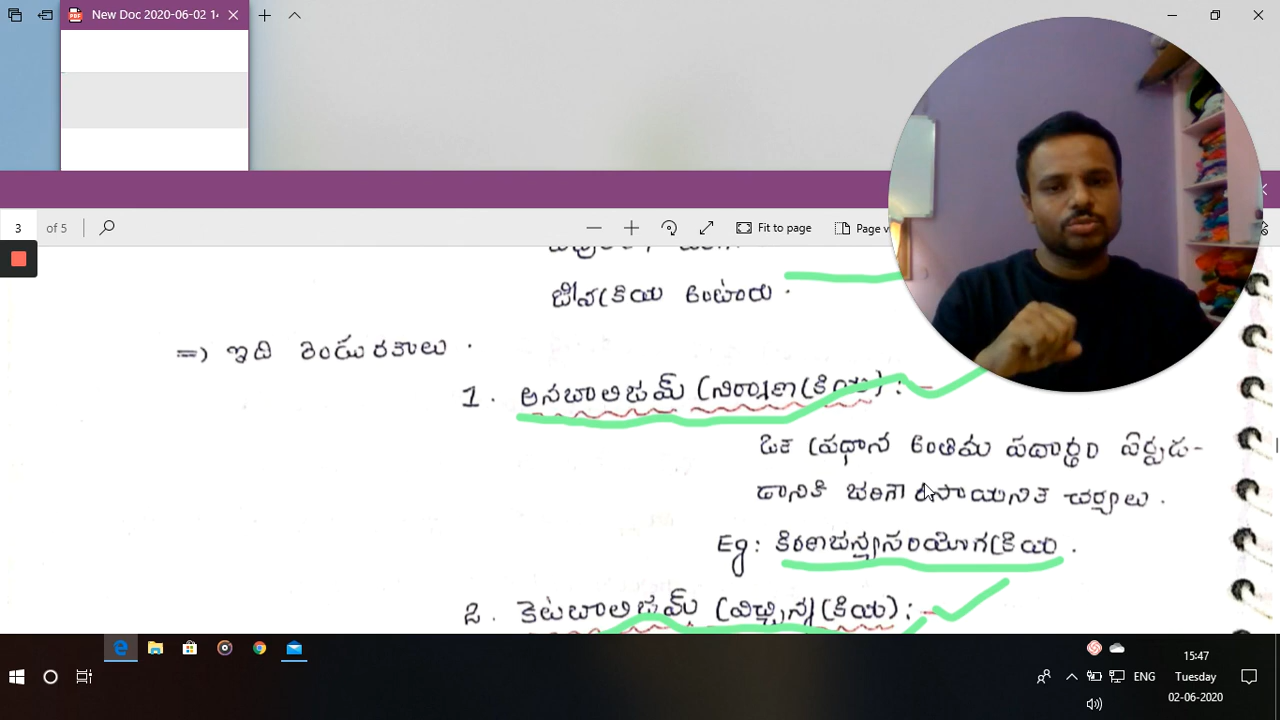 New Doc 2020-06-02 14
3 of 5
Fit to page
Page v
జీవక్రియ అంటారు .
=) ఇది రెండు రకాలు .
1. అనబాలిజమ్ (నిర్మాణక్రియ) : -
ఒక ప్రధాన అంతిమ పదార్థం ఏర్పడ-
డానికి జరిగే రసాయనిక చర్యలు .
Eg: కిరణజన్యసంయోగక్రియ .
2. కెటబాలిజమ్ (విచ్ఛిన్నక్రియ) : -
ENG
15:47
Tuesday
02-06-2020